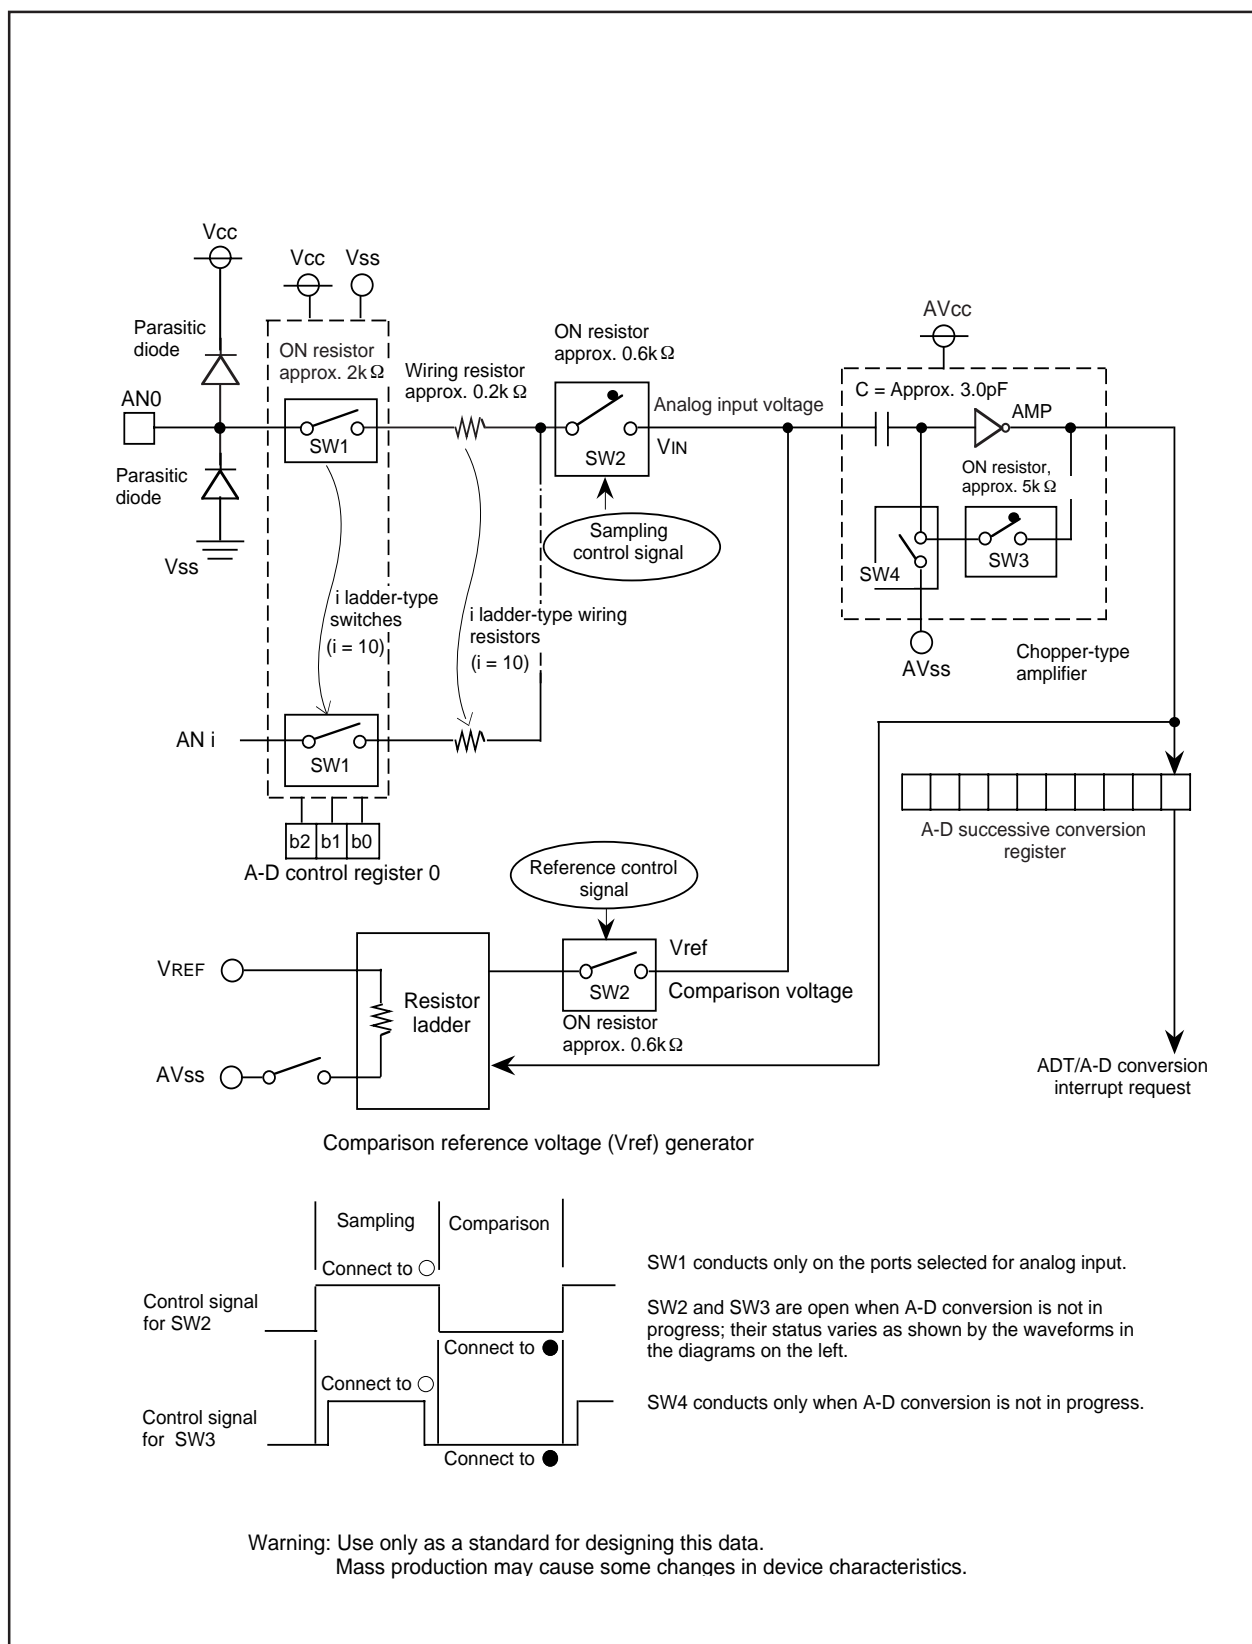 Vcc
Vcc
Vss
Parasitic
diode
AN0
Parasitic
diode
Vss
ON resistor
approx. 2k Ω
SW1
Wiring resistor
approx. 0.2k Ω
ON resistor
approx. 0.6k Ω
SW2
Analog input voltage
VIN
Sampling
control signal
AVcc
C = Approx. 3.0pF
AMP
ON resistor,
approx. 5k Ω
SW3
SW4
AVss
Chopper-type
amplifier
i ladder-type
switches
(i = 10)
i ladder-type wiring
resistors
(i = 10)
AN i
SW1
b2 b1 b0
A-D control register 0
A-D successive conversion
register
Reference control
signal
VREF
AVss
Resistor
ladder
SW2
Vref
Comparison voltage
ON resistor
approx. 0.6k Ω
ADT/A-D conversion
interrupt request
Comparison reference voltage (Vref) generator
Sampling
Comparison
Connect to ○
Control signal
for SW2
Connect to ●
Connect to ○
Control signal
for SW3
Connect to ●
SW1 conducts only on the ports selected for analog input.
SW2 and SW3 are open when A-D conversion is not in
progress; their status varies as shown by the waveforms in
the diagrams on the left.
SW4 conducts only when A-D conversion is not in progress.
Warning: Use only as a standard for designing this data.
Mass production may cause some changes in device characteristics.